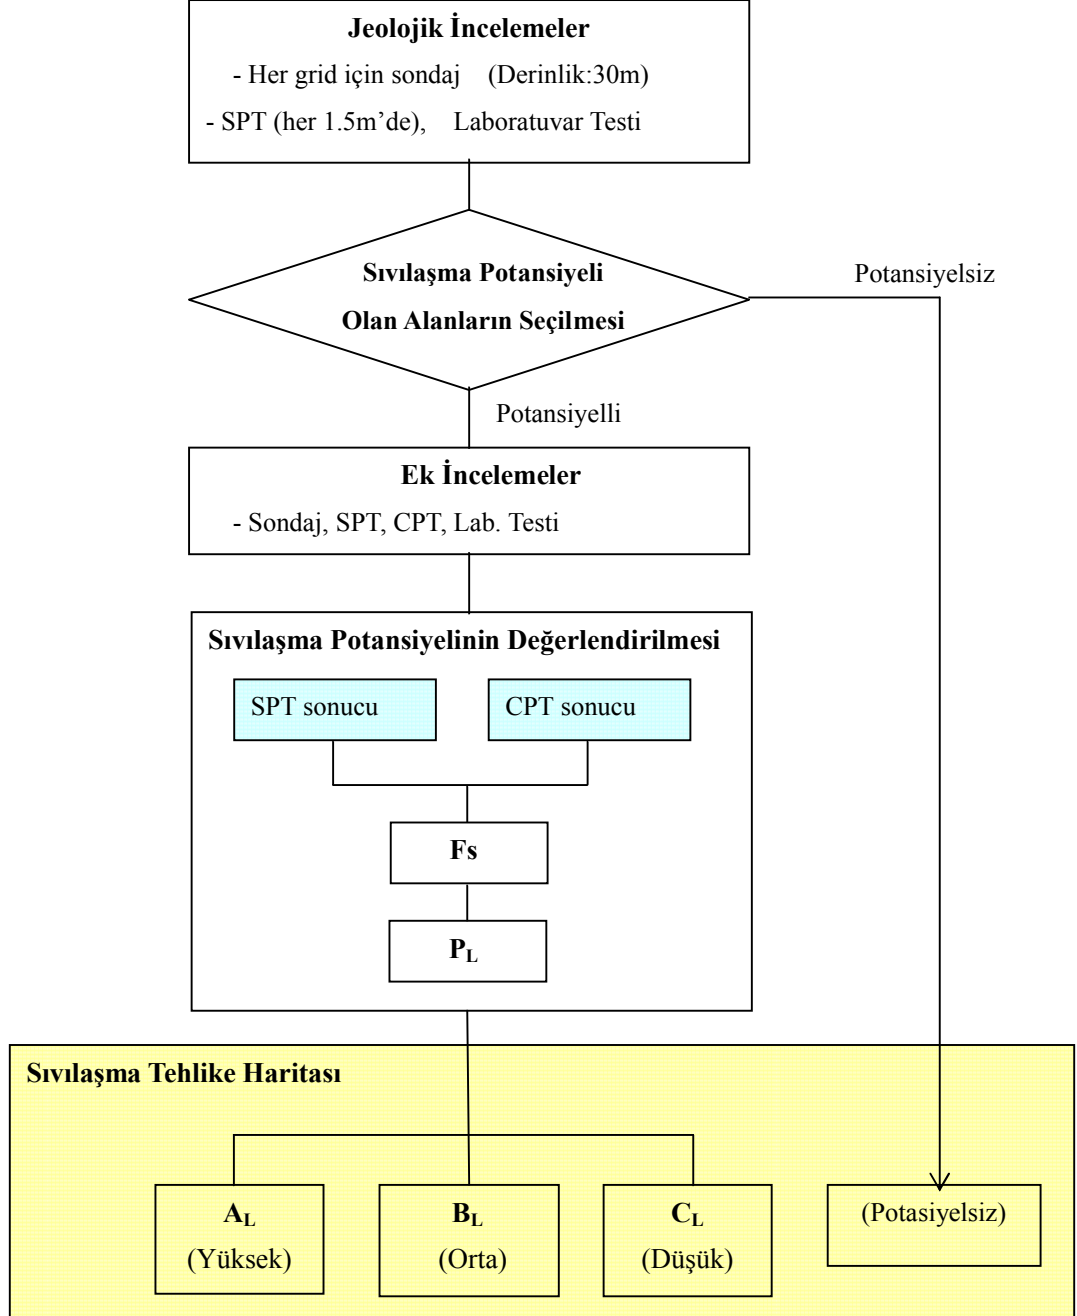 Jeolojik İncelemeler
- Her grid için sondaj (Derinlik:30m)
- SPT (her 1.5m’de), Laboratuvar Testi
Sıvılaşma Potansiyeli
Olan Alanların Seçilmesi
Potansiyelsiz
Potansiyelli
Ek İncelemeler
- Sondaj, SPT, CPT, Lab. Testi
Sıvılaşma Potansiyelinin Değerlendirilmesi
SPT sonucu
CPT sonucu
Fs
PL
Sıvılaşma Tehlike Haritası
AL
(Yüksek)
BL
(Orta)
CL
(Düşük)
(Potasiyelsiz)